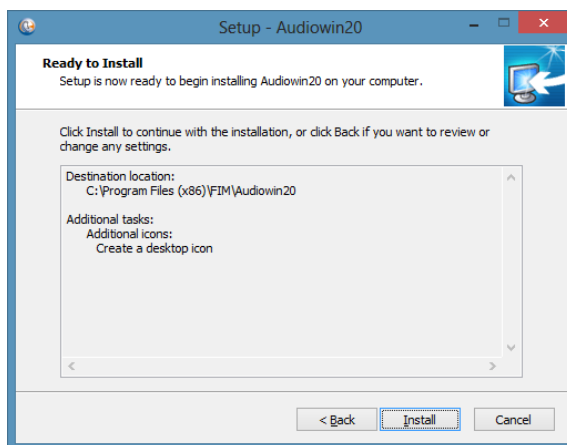 Setup - Audiowin20
Ready to Install
Setup is now ready to begin installing Audiowin20 on your computer.
Click Install to continue with the installation, or click Back if you want to review or
change any settings.
Destination location:
C:\Program Files (x86)\FIM\Audiowin20
Additional tasks:
Additional icons:
Create a desktop icon
< Back
Install
Cancel